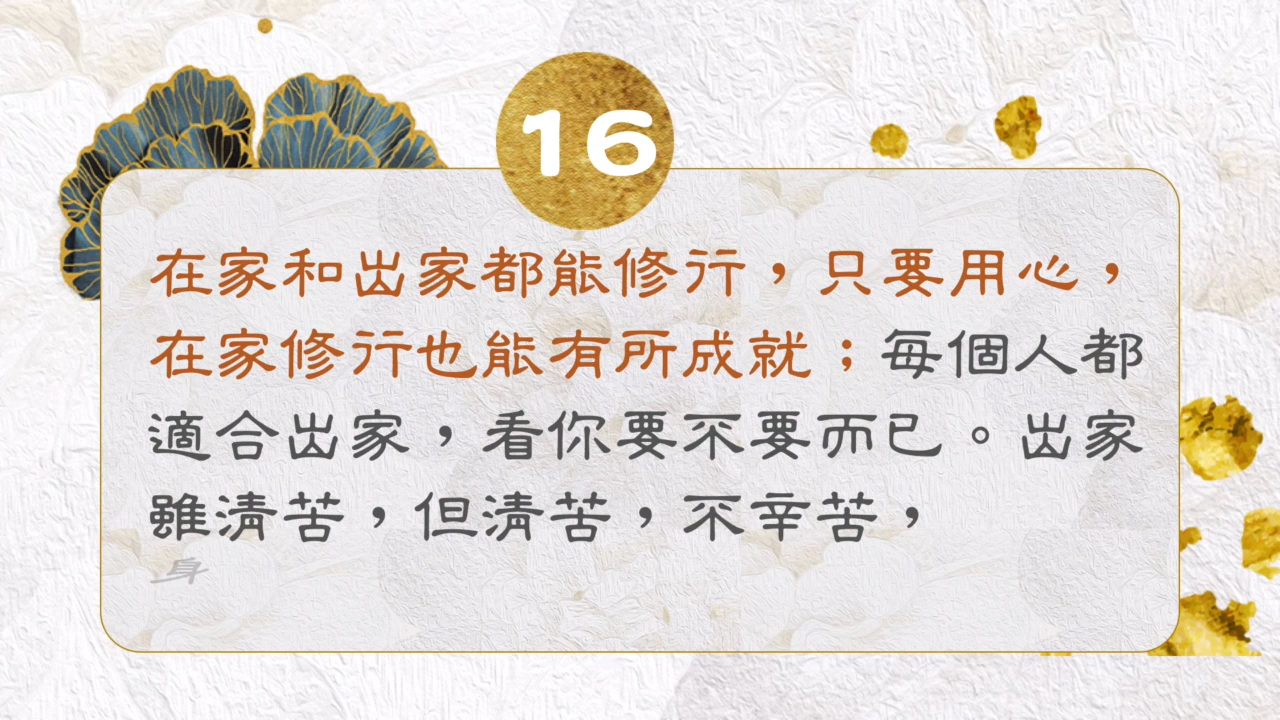 16
在家和出家都能修行，只要用心，
在家修行也能有所成就；每個人都
適合出家，看你要不要而已。出家
雖清苦，但清苦，不辛苦，
身